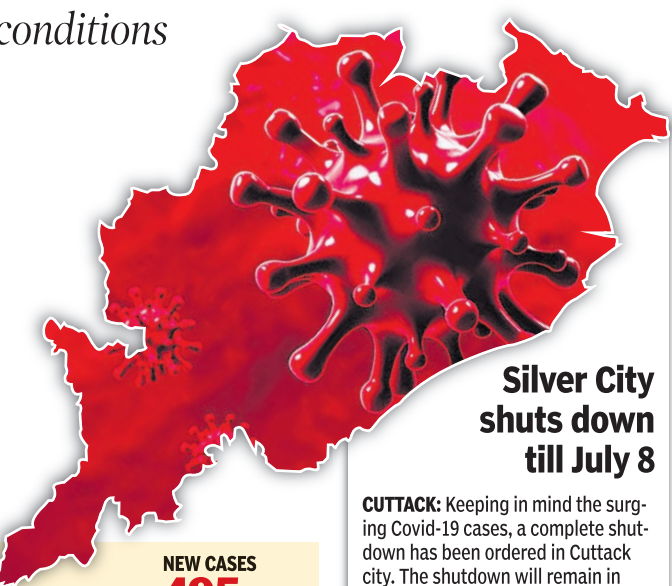 conditions
Silver City
shuts down
till July 8
CUTTACK: Keeping in mind the surg-
ing Covid-19 cases, a complete shut-
down has been ordered in Cuttack
city. The shutdown will remain in
NEW CASES